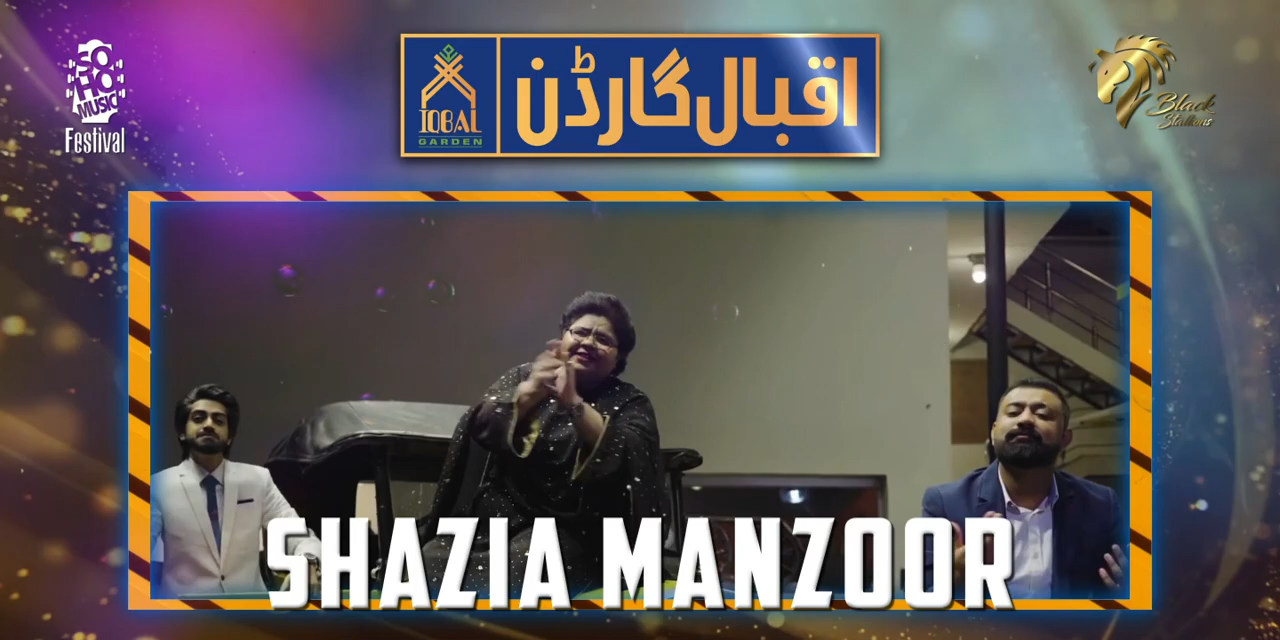 SO
HO
MUSIC
Festival
IQBAL
GARDEN
اقبال گارڈن
Black
Stallions
SHAZIA MANZOOR